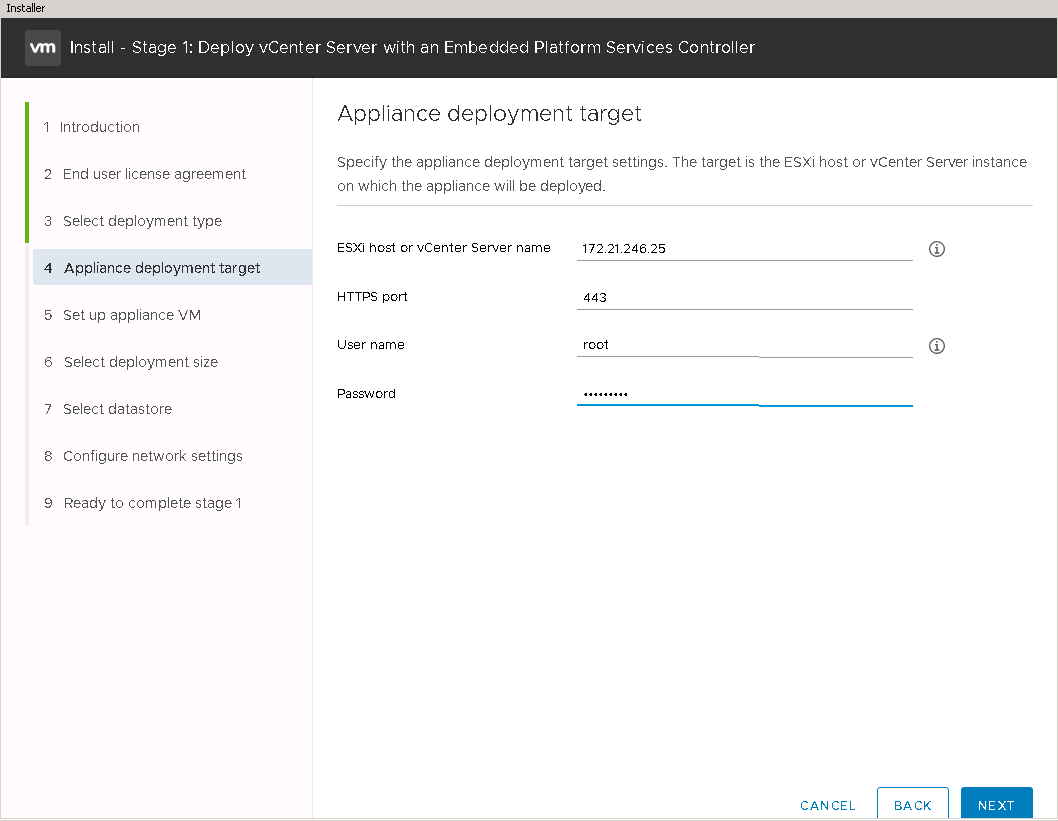 Installer
vm Install - Stage 1: Deploy vCenter Server with an Embedded Platform Services Controller
1 Introduction
2 End user license agreement
3 Select deployment type
4 Appliance deployment target
5 Set up appliance VM
6 Select deployment size
7 Select datastore
8 Configure network settings
9 Ready to complete stage 1
Appliance deployment target
Specify the appliance deployment target settings. The target is the ESXi host or vCenter Server instance
on which the appliance will be deployed.
ESXi host or vCenter Server name 172.21.246.25
HTTPS port 443
User name root
Password •••••••••
CANCEL BACK NEXT